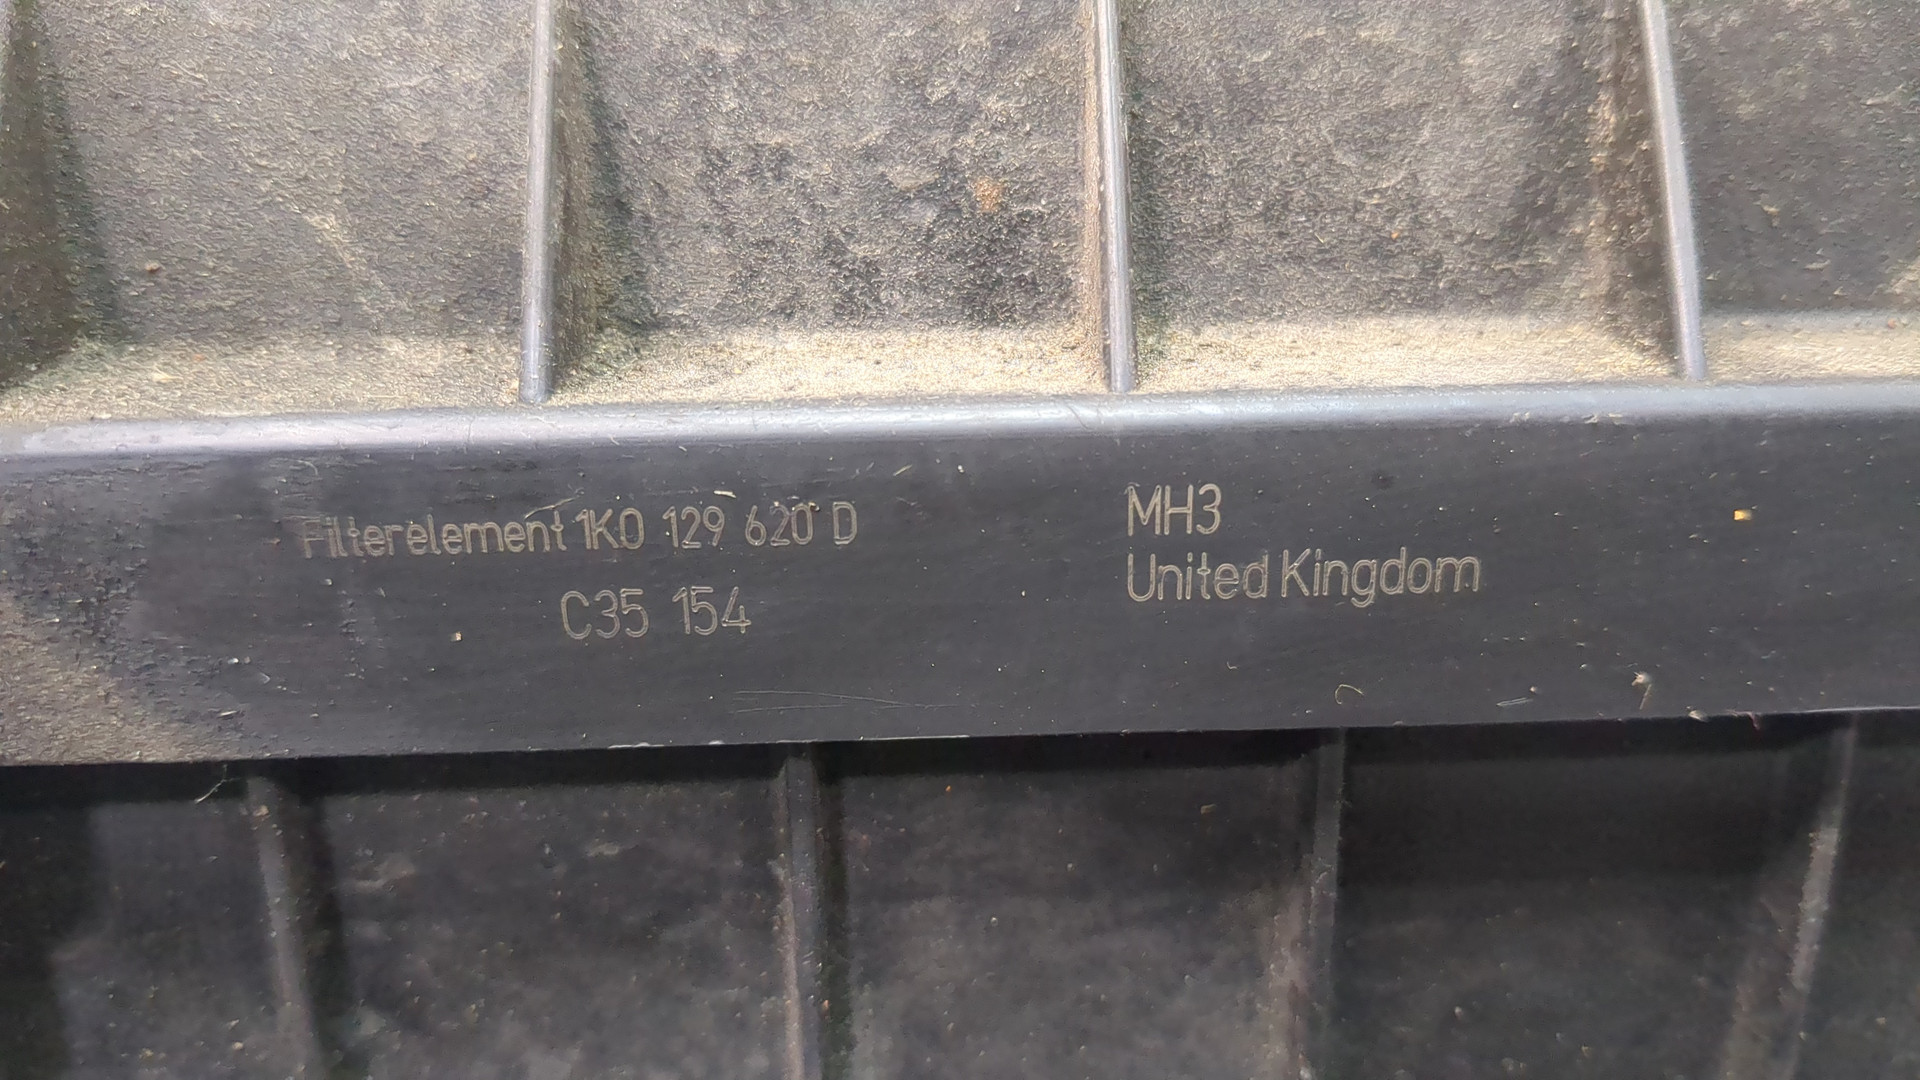 Filterelement 1K0 129 620 D
C35 154
MH3
United Kingdom